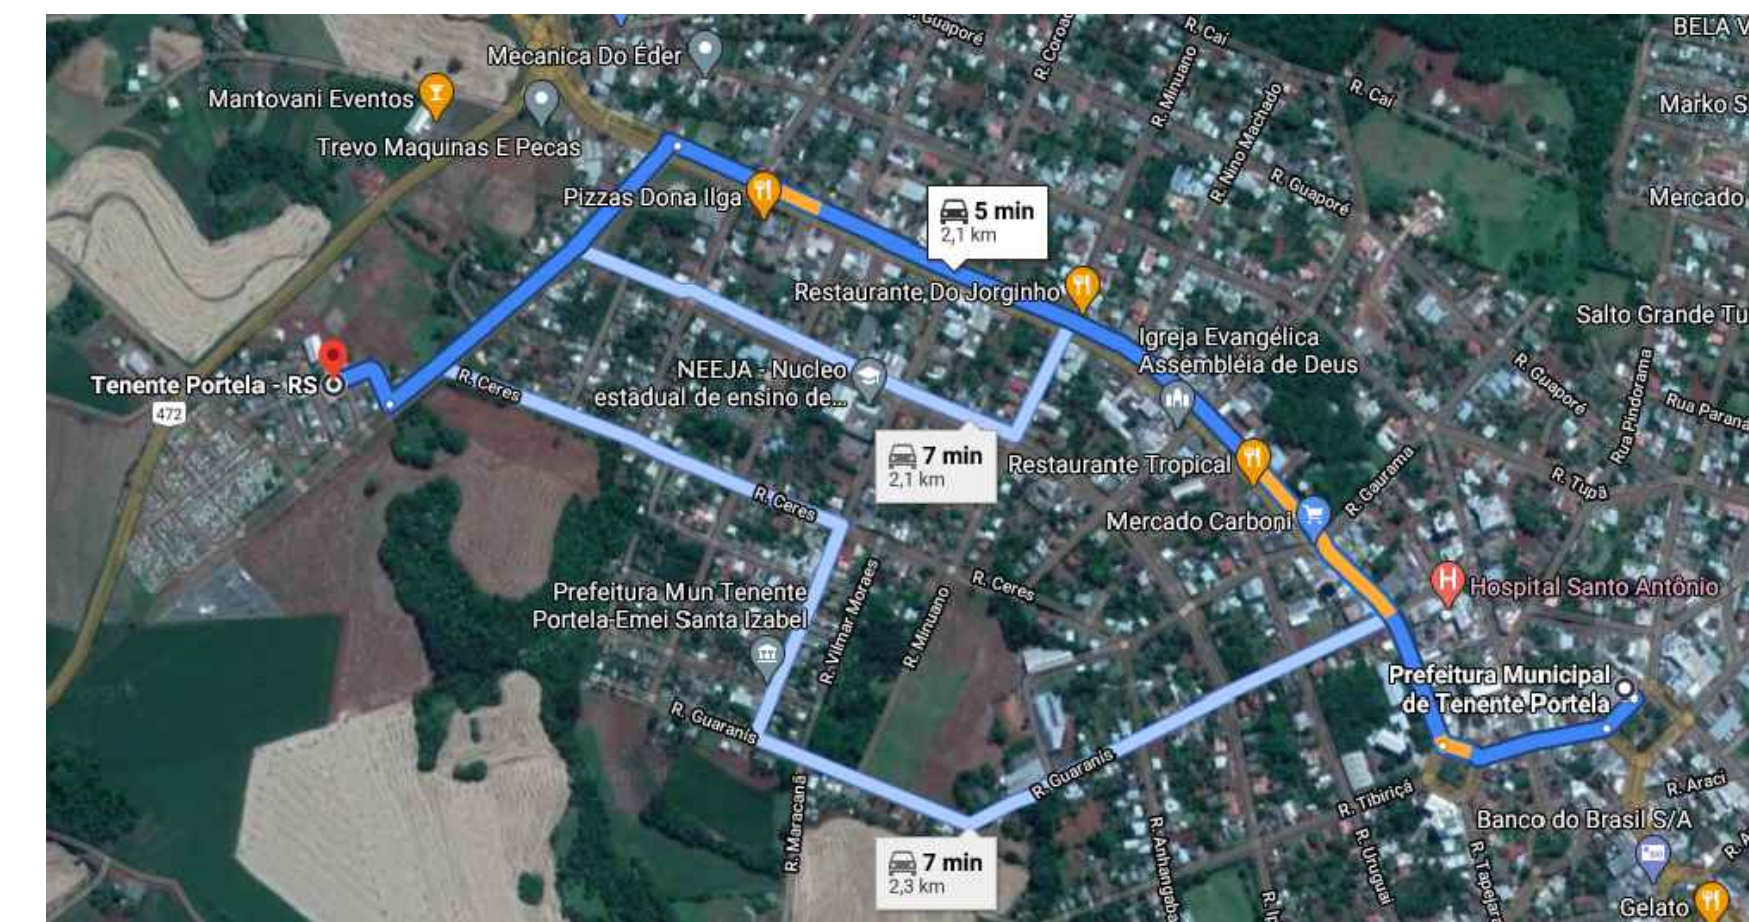 R. Guaporé
R. Coroad
R. Caí
BELA V
Mecanica Do Éder
R. Minuano
R. Nino Machado
R. Caí
Marko S
Mantovani Eventos
Trevo Maquinas E Pecas
Pizzas Dona Ilga
R. Guaporé
Mercado
5 min
2,1 km
Restaurante Do Jorginho
Salto Grande Tu
Igreja Evangélica
Assembléia de Deus
NEEJA - Nucleo
estadual de ensino de...
Tenente Portela - RS
472
R. Ceres
R. Guaporé
Rua Pindorama
Rua Paraná
7 min
2,1 km
Restaurante Tropical
R. Gaurama
R. Tupã
R. Ceres
Mercado Carboni
Prefeitura Mun Tenente
Portela-Emei Santa Izabel
R. Vilmar Moraes
R. Minuano
R. Ceres
Hospital Santo Antônio
Prefeitura Municipal
de Tenente Portela
R. Guaranís
R. Maracanã
R. Guaranís
R. Tibiriçá
R. Araci
Banco do Brasil S/A
R. Anhangaba
R. Uruguai
R. Tapejar
7 min
2,3 km
Gelato